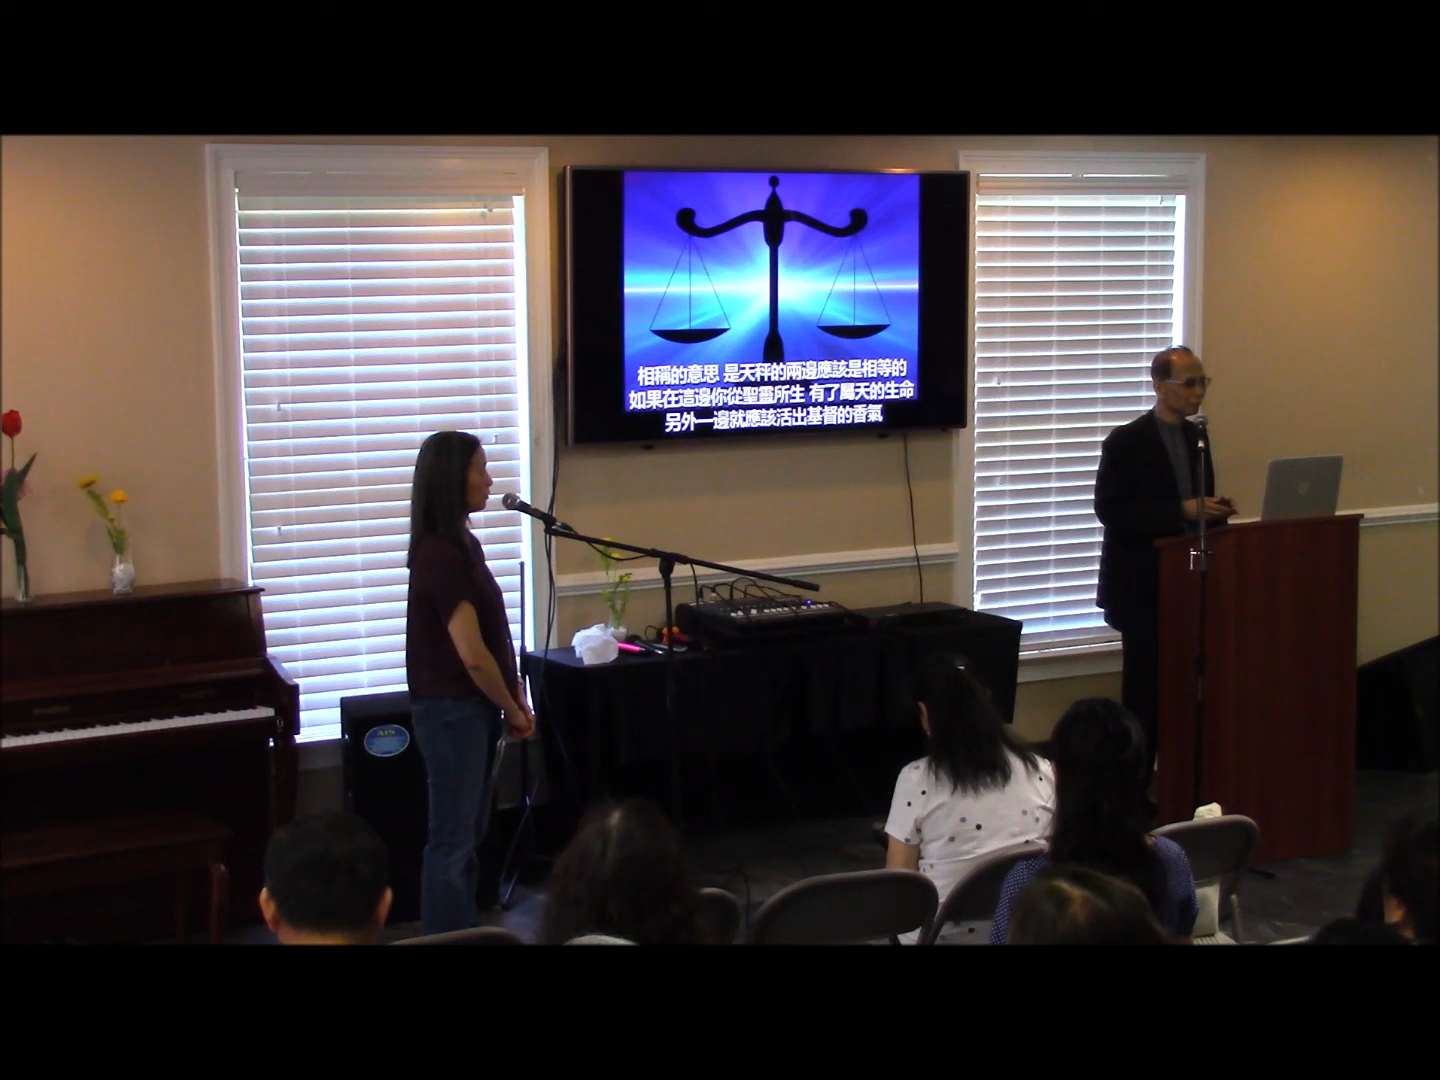 相稱的意思 是天秤的兩邊應該是相等的
如果在這邊你從聖靈所生 有了屬天的生命
另外一邊就應該活出基督的香氣